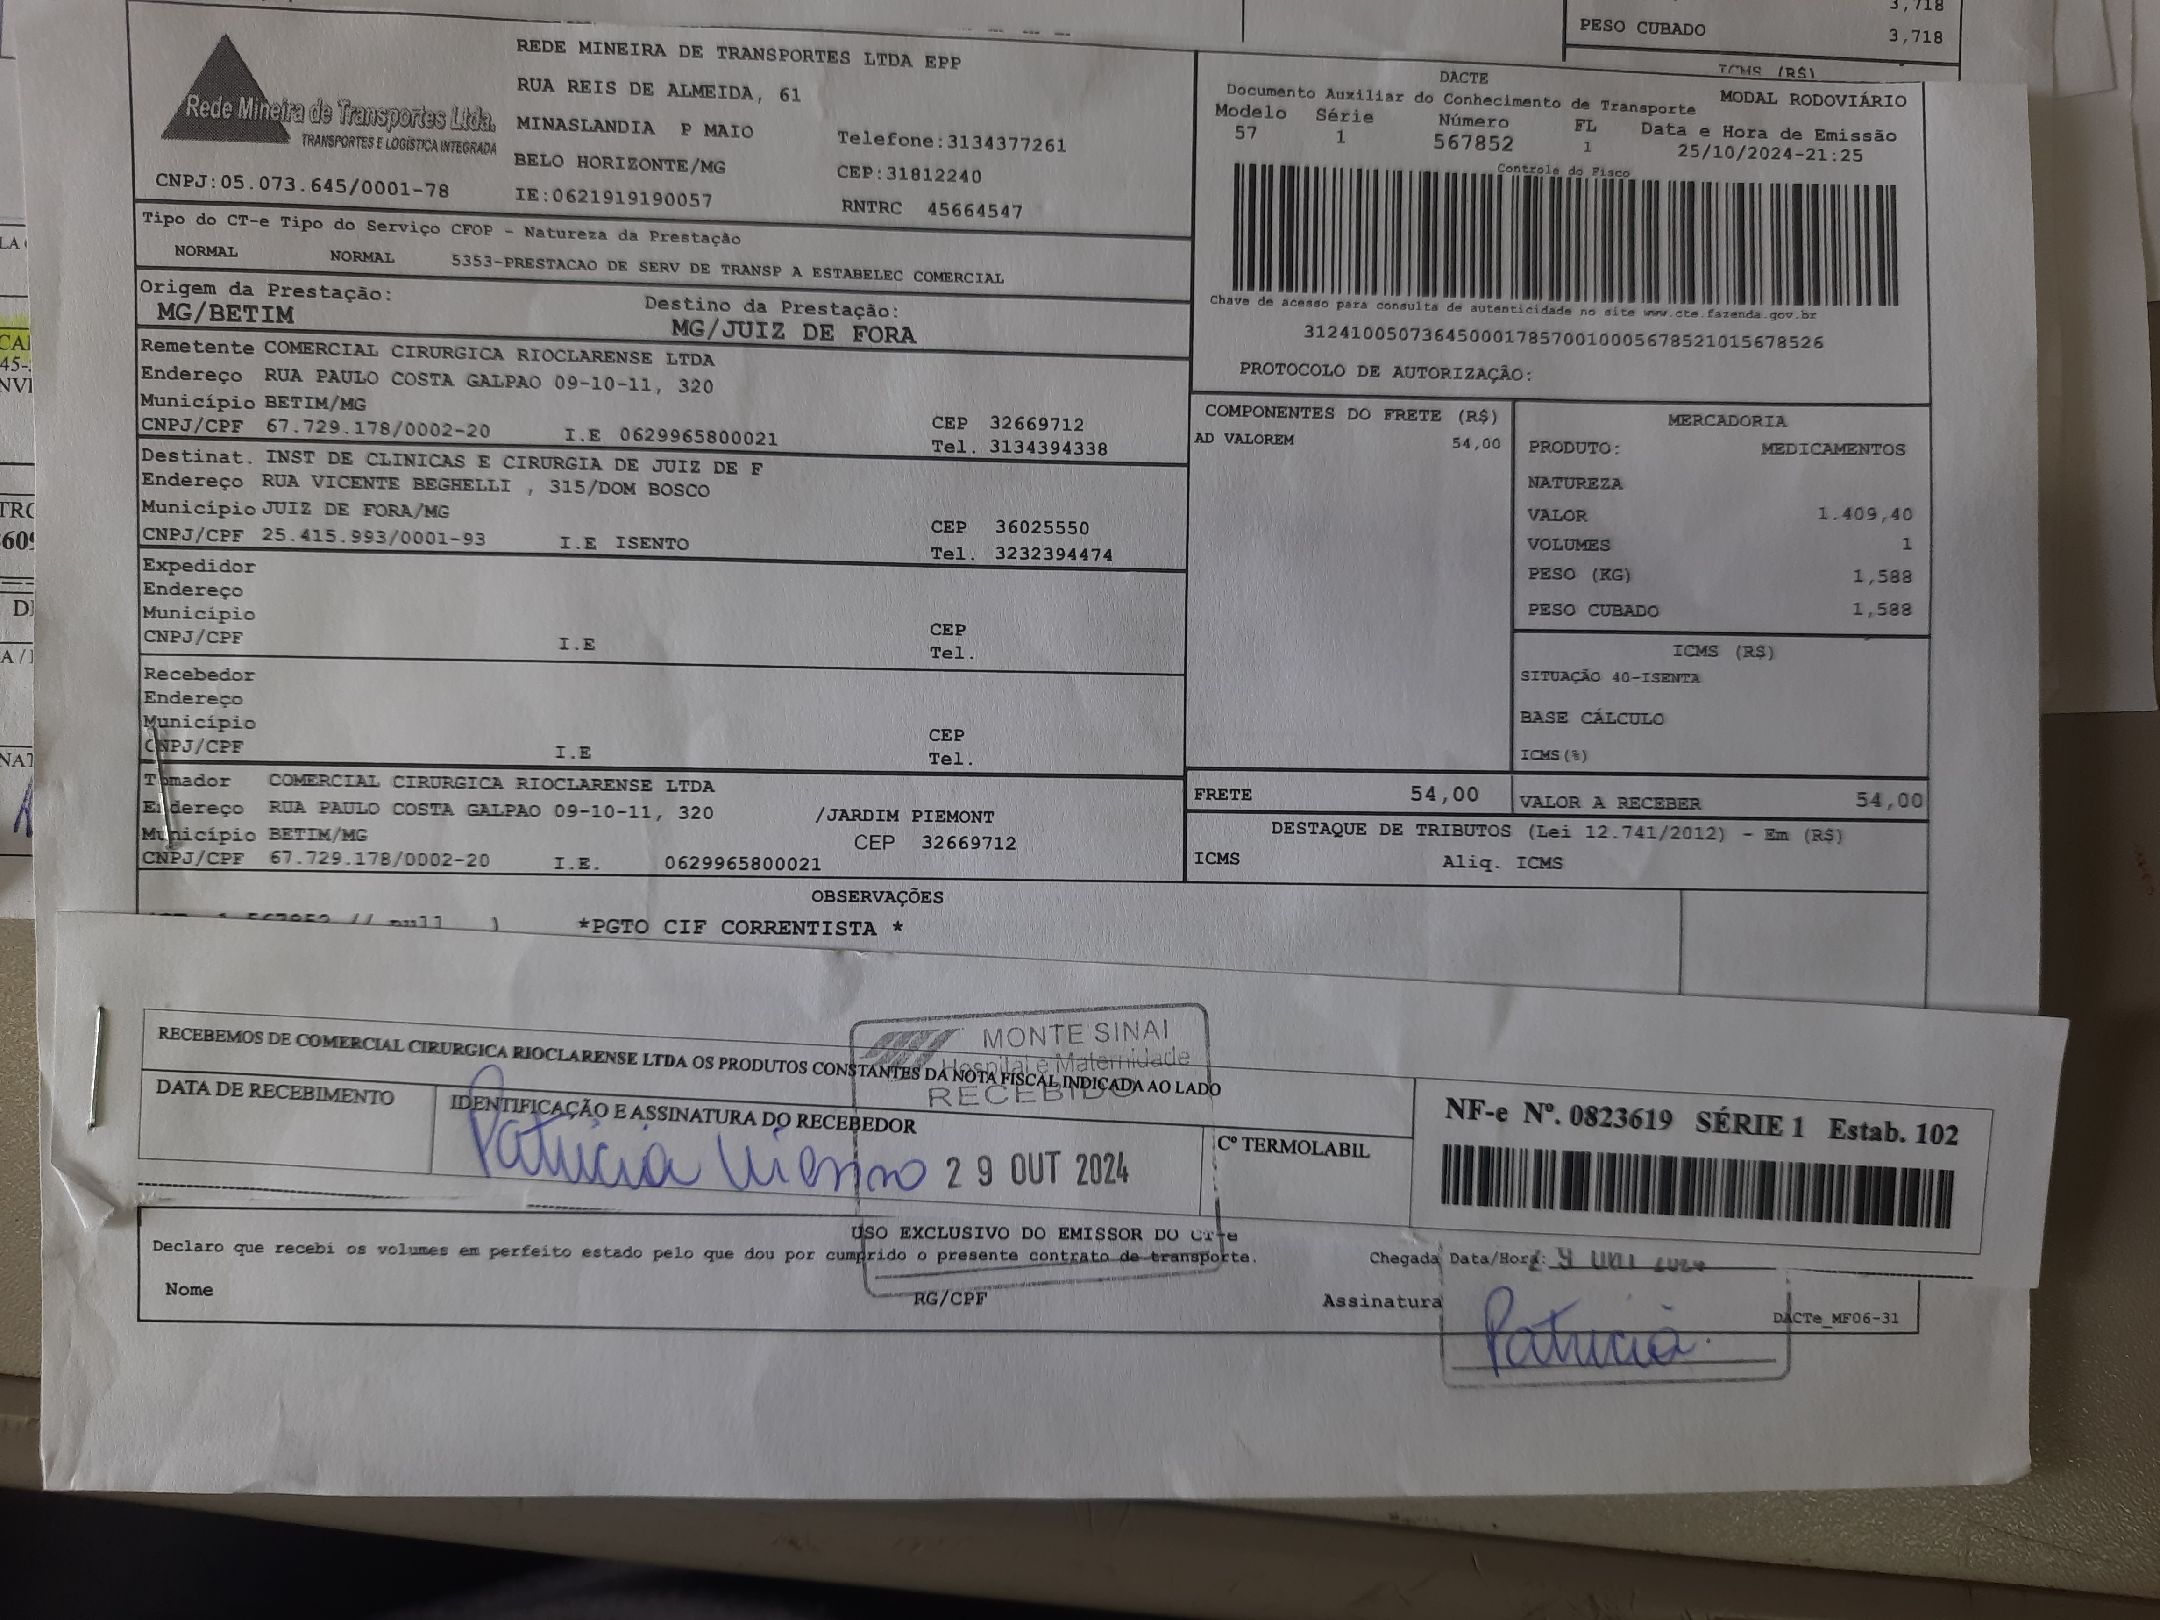 3,718
PESO CUBADO 3,718
ICMS (R$)
Rede Mineira de Transportes Ltda.
TRANSPORTES E LOGÍSTICA INTEGRADA
CNPJ:05.073.645/0001-78
REDE MINEIRA DE TRANSPORTES LTDA EPP
RUA REIS DE ALMEIDA, 61
MINASLANDIA P MAIO Telefone:3134377261
BELO HORIZONTE/MG CEP:31812240
IE:0621919190057 RNTRC 45664547
DACTE
Documento Auxiliar do Conhecimento de Transporte MODAL RODOVIÁRIO
Modelo Série Número FL Data e Hora de Emissão
57 1 567852 1 25/10/2024-21:25
Controle do Fisco
Chave de acesso para consulta de autenticidade no site www.cte.fazenda.gov.br
31241005073645000178570010005678521015678526
PROTOCOLO DE AUTORIZAÇÃO:
Tipo do CT-e Tipo do Serviço CFOP - Natureza da Prestação
NORMAL NORMAL 5353-PRESTACAO DE SERV DE TRANSP A ESTABELEC COMERCIAL
Origem da Prestação: Destino da Prestação:
MG/BETIM MG/JUIZ DE FORA
Remetente COMERCIAL CIRURGICA RIOCLARENSE LTDA
Endereço RUA PAULO COSTA GALPAO 09-10-11, 320
Município BETIM/MG CEP 32669712
CNPJ/CPF 67.729.178/0002-20 I.E 0629965800021 Tel. 3134394338
Destinat. INST DE CLINICAS E CIRURGIA DE JUIZ DE F
Endereço RUA VICENTE BEGHELLI , 315/DOM BOSCO
Município JUIZ DE FORA/MG CEP 36025550
CNPJ/CPF 25.415.993/0001-93 I.E ISENTO Tel. 3232394474
Expedidor
Endereço
Município CEP
CNPJ/CPF I.E Tel.
Recebedor
Endereço
Município CEP
CNPJ/CPF I.E Tel.
Tomador COMERCIAL CIRURGICA RIOCLARENSE LTDA
Endereço RUA PAULO COSTA GALPAO 09-10-11, 320 /JARDIM PIEMONT
Município BETIM/MG CEP 32669712
CNPJ/CPF 67.729.178/0002-20 I.E. 0629965800021
COMPONENTES DO FRETE (R$)
AD VALOREM 54,00
MERCADORIA
PRODUTO: MEDICAMENTOS
NATUREZA
VALOR 1.409,40
VOLUMES 1
PESO (KG) 1,588
PESO CUBADO 1,588
ICMS (R$)
SITUAÇÃO 40-ISENTA
BASE CÁLCULO
ICMS(%)
FRETE 54,00 VALOR A RECEBER 54,00
DESTAQUE DE TRIBUTOS (Lei 12.741/2012) - Em (R$)
ICMS Aliq. ICMS
OBSERVAÇÕES
*PGTO CIF CORRENTISTA *
MONTE SINAI
Hospital e Maternidade
RECEBIDO
RECEBEMOS DE COMERCIAL CIRURGICA RIOCLARENSE LTDA OS PRODUTOS CONSTANTES DA NOTA FISCAL INDICADA AO LADO
DATA DE RECEBIMENTO IDENTIFICAÇÃO E ASSINATURA DO RECEBEDOR
Patricia 29 OUT 2024
Cº TERMOLABIL
NF-e Nº. 0823619 SÉRIE 1 Estab. 102
USO EXCLUSIVO DO EMISSOR DO CT-e
Declaro que recebi os volumes em perfeito estado pelo que dou por cumprido o presente contrato de transporte. Chegada Data/Hora:
Nome RG/CPF Assinatura
Patricia
DACTe_MF06-31